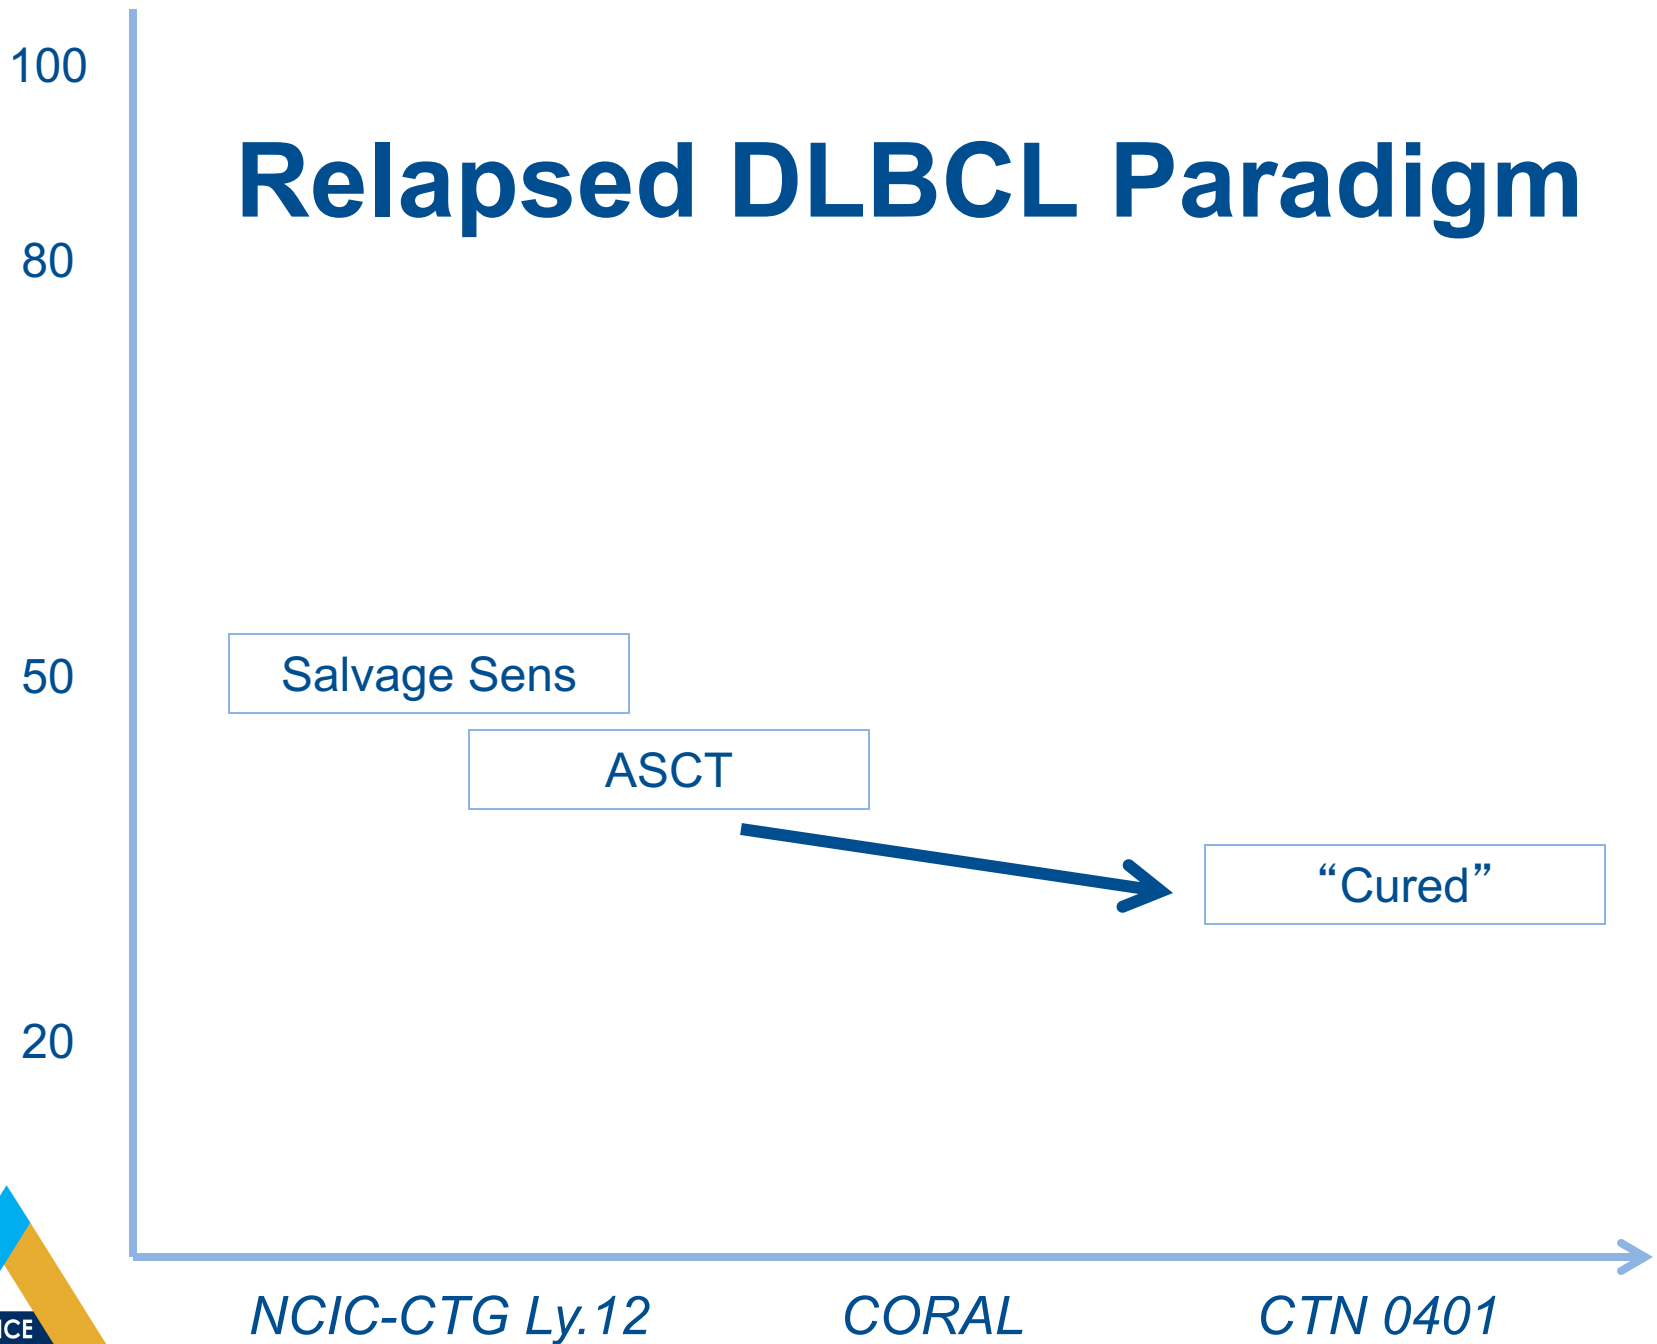 100
Relapsed DLBCL Paradigm
80
50
Salvage Sens
ASCT
“Cured”
20
NCIC-CTG Ly.12 CORAL CTN 0401